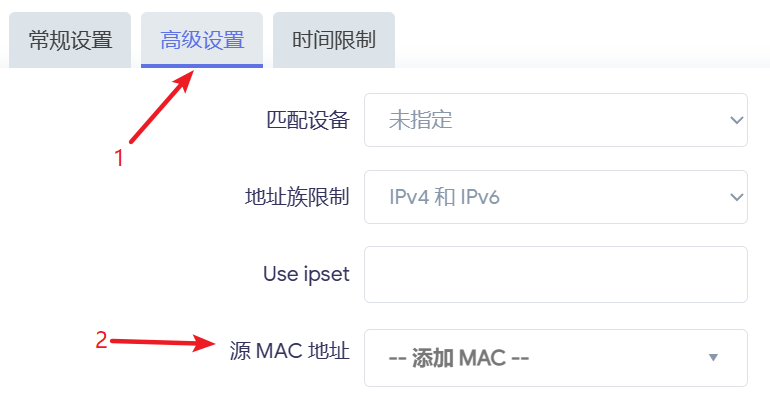 常规设置 高级设置 时间限制
1
匹配设备 未指定
地址族限制 IPv4 和 IPv6
Use ipset
2 源 MAC 地址 -- 添加 MAC --